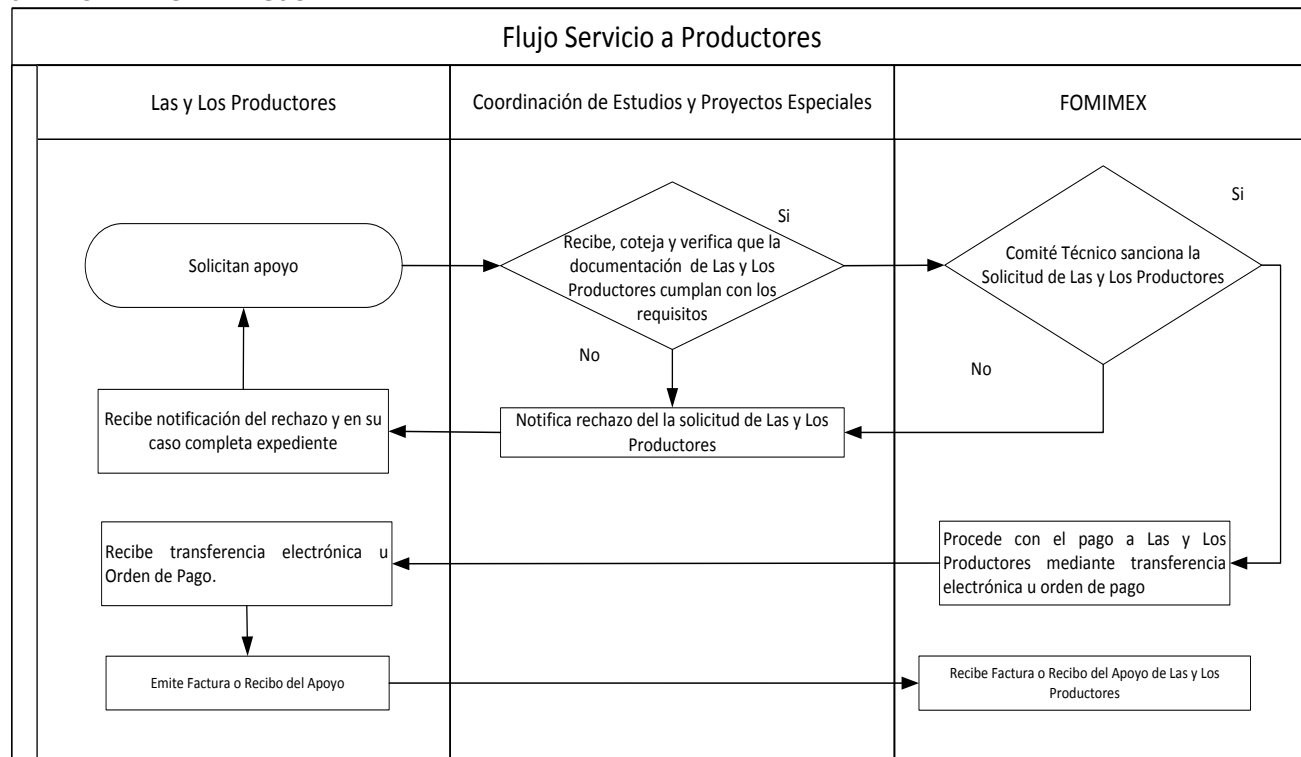 Flujo Servicio a Productores
Las y Los Productores
Coordinación de Estudios y Proyectos Especiales
FOMIMEX
Solicitan apoyo
Recibe, coteja y verifica que la
documentación de Las y Los
Productores cumplan con los
requisitos
Si
No
Comité Técnico sanciona la
Solicitud de Las y Los Productores
Si
No
Recibe notificación del rechazo y en su
caso completa expediente
Notifica rechazo del la solicitud de Las y Los
Productores
Recibe transferencia electrónica u
Orden de Pago.
Procede con el pago a Las y Los
Productores mediante transferencia
electrónica u orden de pago
Emite Factura o Recibo del Apoyo
Recibe Factura o Recibo del Apoyo de Las y Los
Productores